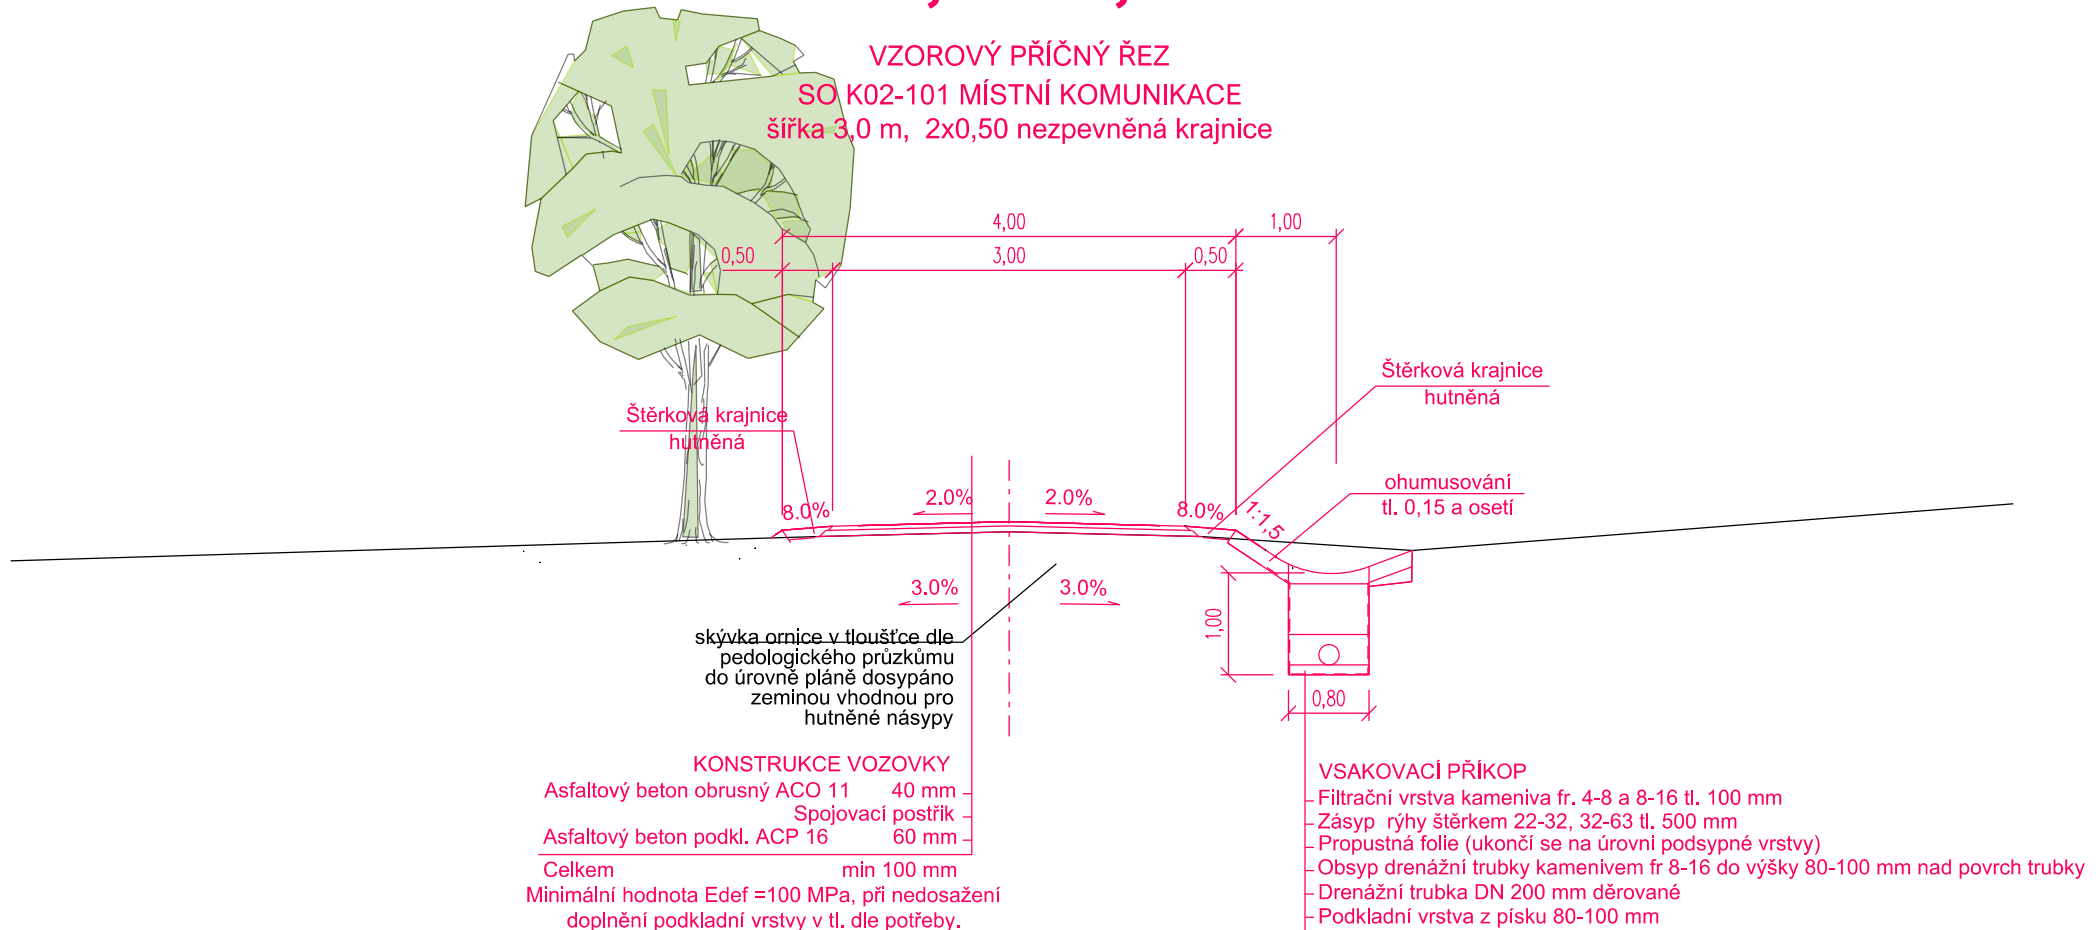 VZOROVÝ PŘÍČNÝ ŘEZ
SO K02-101 MÍSTNÍ KOMUNIKACE
šířka 3,0 m, 2x0,50 nezpevněná krajnice
4,00
1,00
0,50
3,00
0,50
Štěrková krajnice
hutněná
Štěrková krajnice
hutněná
ohumusování
tl. 0,15 a osetí
8.0%
2.0%
2.0%
8.0%
1:1,5
3.0%
3.0%
1,00
0,80
skývka ornice v tloušťce dle
pedologického průzkůmu
do úrovně pláně dosypáno
zeminou vhodnou pro
hutněné násypy
KONSTRUKCE VOZOVKY
Asfaltový beton obrusný ACO 11 40 mm
Spojovací postřik
Asfaltový beton podkl. ACP 16 60 mm
Celkem min 100 mm
Minimální hodnota Edef =100 MPa, při nedosažení
doplnění podkladní vrstvy v tl. dle potřeby.
VSAKOVACÍ PŘÍKOP
Filtrační vrstva kameniva fr. 4-8 a 8-16 tl. 100 mm
Zásyp rýhy štěrkem 22-32, 32-63 tl. 500 mm
Propustná folie (ukončí se na úrovni podsypné vrstvy)
Obsyp drenážní trubky kamenivem fr 8-16 do výšky 80-100 mm nad povrch trubky
Drenážní trubka DN 200 mm děrované
Podkladní vrstva z písku 80-100 mm